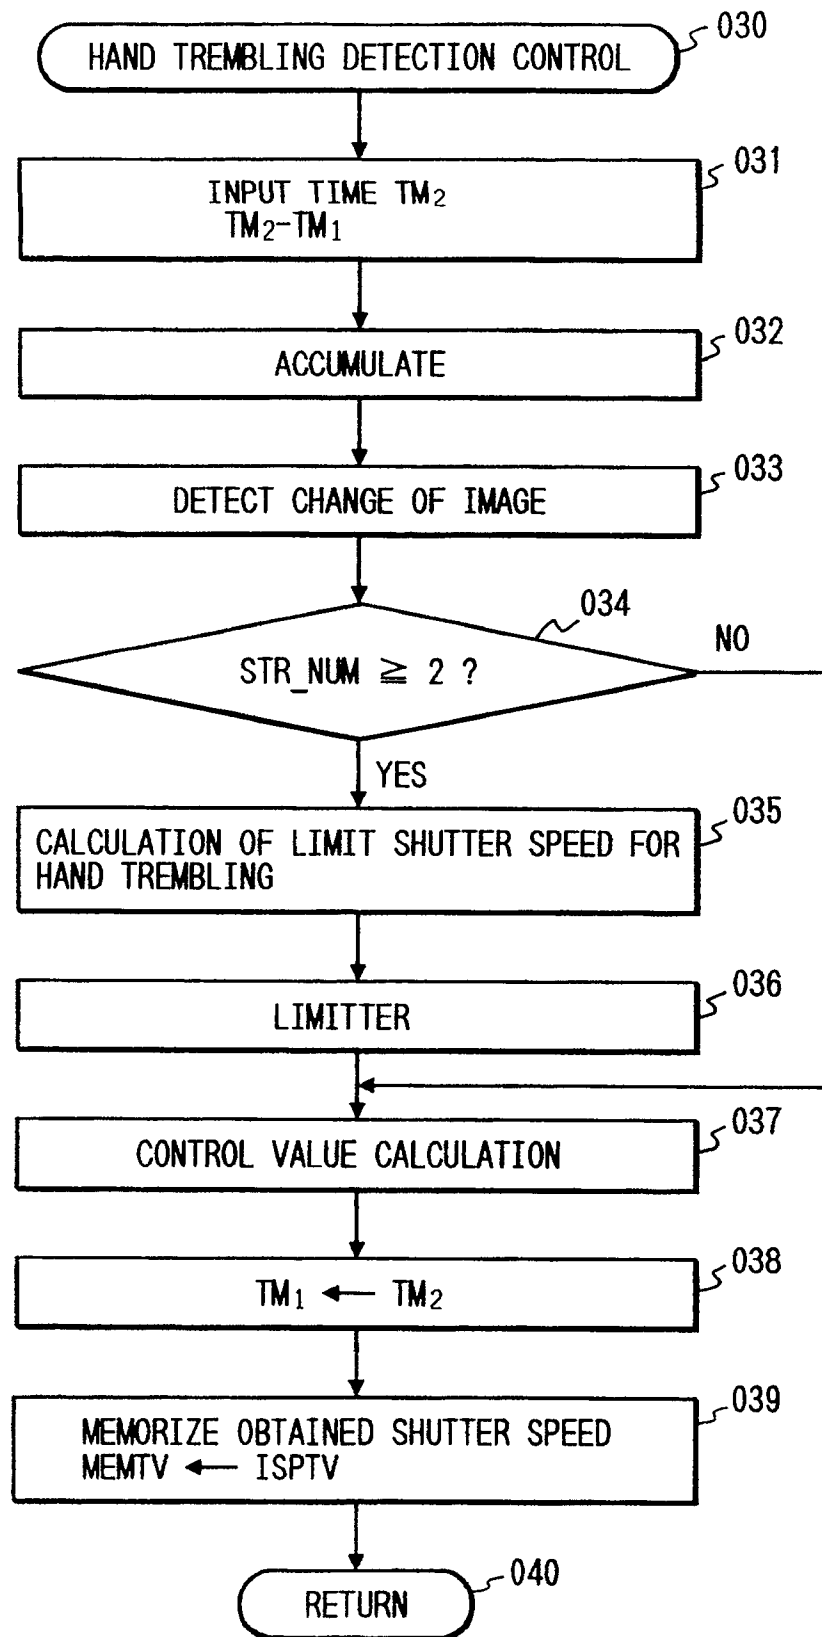 030
HAND TREMBLING DETECTION CONTROL
031
INPUT TIME TM₂
TM₂-TM₁
032
ACCUMULATE
033
DETECT CHANGE OF IMAGE
034
NO
STR_NUM ≧ 2 ?
YES
035
CALCULATION OF LIMIT SHUTTER SPEED FOR
HAND TREMBLING
036
LIMITTER
037
CONTROL VALUE CALCULATION
038
TM₁ ← TM₂
039
MEMORIZE OBTAINED SHUTTER SPEED
MEMTV ← ISPTV
040
RETURN